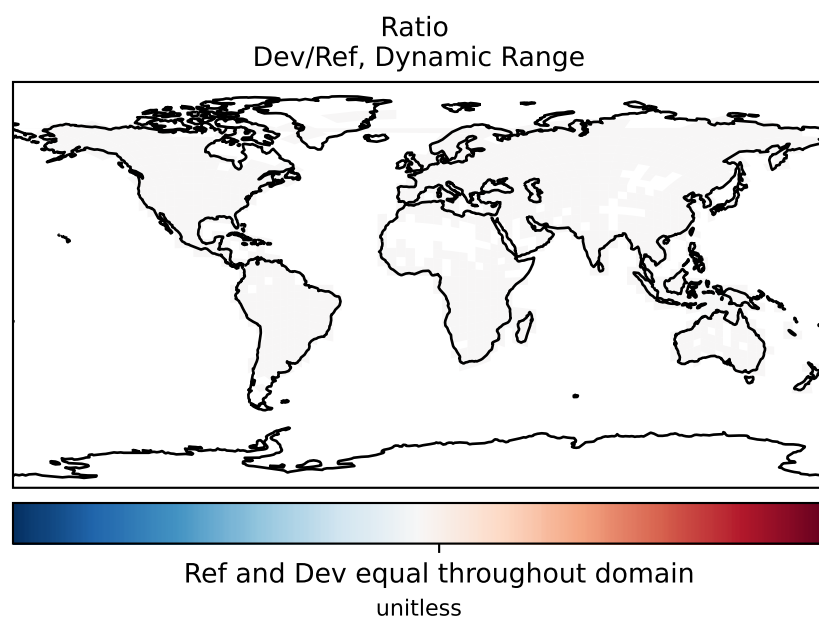 Ratio
Dev/Ref, Dynamic Range
Ref and Dev equal throughout domain
unitless